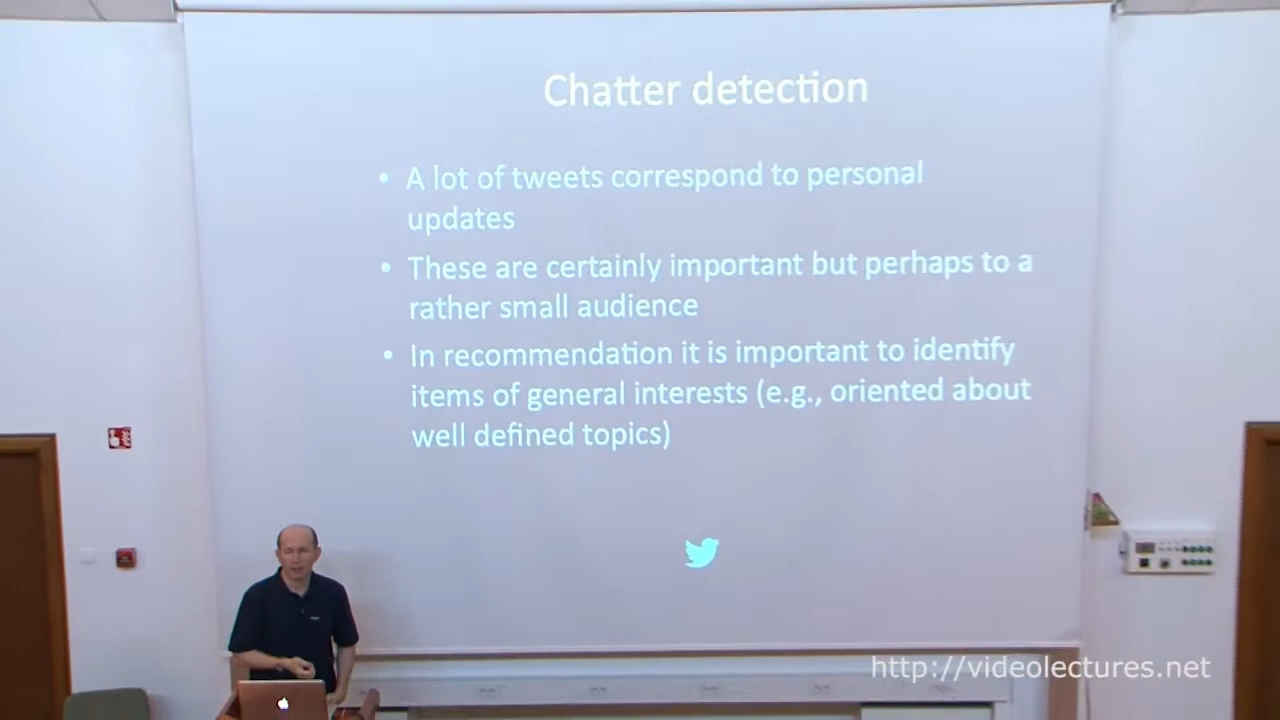 Chatter detection
• A lot of tweets correspond to personal
updates
• These are certainly important but perhaps to a
rather small audience
• In recommendation it is important to identify
items of general interests (e.g., oriented about
well defined topics)
http://videolectures.net